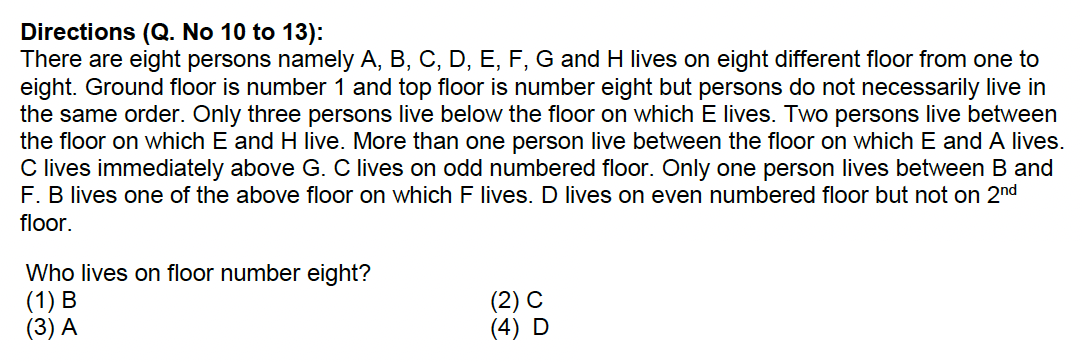 Directions (Q. No 10 to 13):
There are eight persons namely A, B, C, D, E, F, G and H lives on eight different floor from one to
eight. Ground floor is number 1 and top floor is number eight but persons do not necessarily live in
the same order. Only three persons live below the floor on which E lives. Two persons live between
the floor on which E and H live. More than one person live between the floor on which E and A lives.
C lives immediately above G. C lives on odd numbered floor. Only one person lives between B and
F. B lives one of the above floor on which F lives. D lives on even numbered floor but not on 2nd
floor.
Who lives on floor number eight?
(1) B (2) C
(3) A (4) D